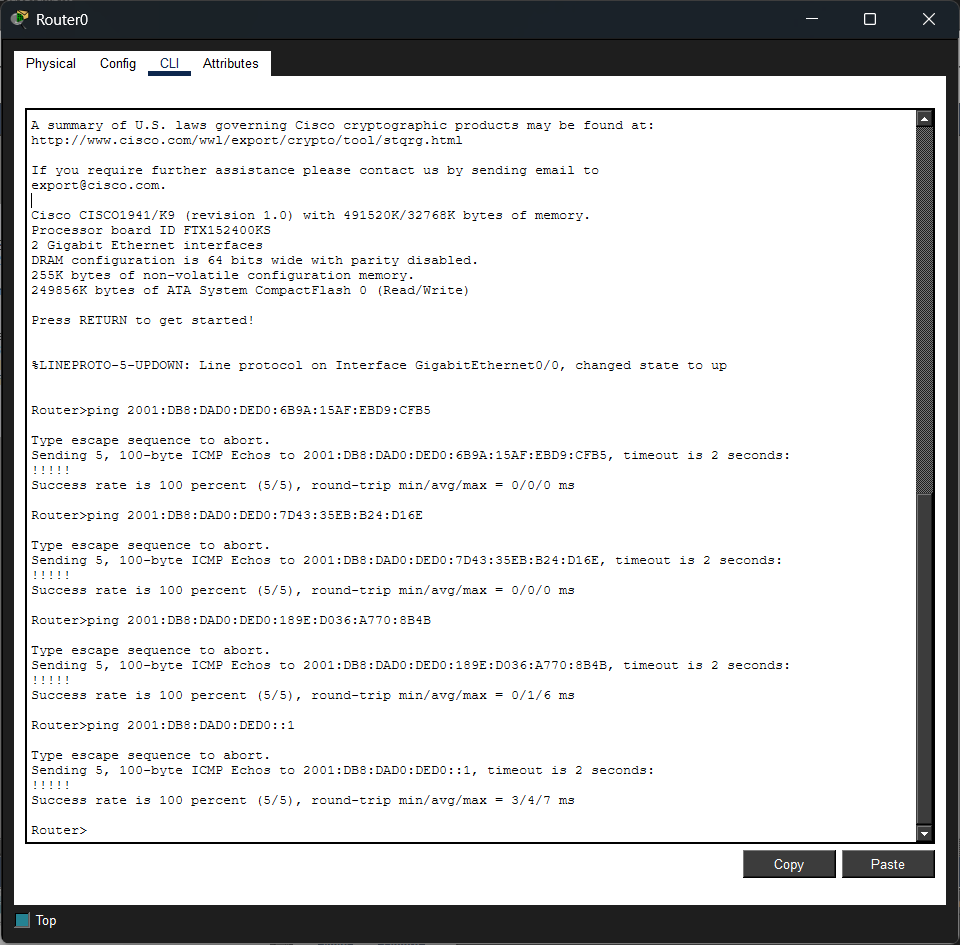 Router0
Physical Config CLI Attributes
A summary of U.S. laws governing Cisco cryptographic products may be found at:
http://www.cisco.com/wwl/export/crypto/tool/stqrg.html
If you require further assistance please contact us by sending email to
export@cisco.com.
Cisco CISCO1941/K9 (revision 1.0) with 491520K/32768K bytes of memory.
Processor board ID FTX152400KS
2 Gigabit Ethernet interfaces
DRAM configuration is 64 bits wide with parity disabled.
255K bytes of non-volatile configuration memory.
249856K bytes of ATA System CompactFlash 0 (Read/Write)
Press RETURN to get started!
%LINEPROTO-5-UPDOWN: Line protocol on Interface GigabitEthernet0/0, changed state to up
Router>ping 2001:DB8:DAD0:DED0:6B9A:15AF:EBD9:CFB5
Type escape sequence to abort.
Sending 5, 100-byte ICMP Echos to 2001:DB8:DAD0:DED0:6B9A:15AF:EBD9:CFB5, timeout is 2 seconds:
!!!!!
Success rate is 100 percent (5/5), round-trip min/avg/max = 0/0/0 ms
Router>ping 2001:DB8:DAD0:DED0:7D43:35EB:B24:D16E
Type escape sequence to abort.
Sending 5, 100-byte ICMP Echos to 2001:DB8:DAD0:DED0:7D43:35EB:B24:D16E, timeout is 2 seconds:
!!!!!
Success rate is 100 percent (5/5), round-trip min/avg/max = 0/0/0 ms
Router>ping 2001:DB8:DAD0:DED0:189E:D036:A770:8B4B
Type escape sequence to abort.
Sending 5, 100-byte ICMP Echos to 2001:DB8:DAD0:DED0:189E:D036:A770:8B4B, timeout is 2 seconds:
!!!!!
Success rate is 100 percent (5/5), round-trip min/avg/max = 0/1/6 ms
Router>ping 2001:DB8:DAD0:DED0::1
Type escape sequence to abort.
Sending 5, 100-byte ICMP Echos to 2001:DB8:DAD0:DED0::1, timeout is 2 seconds:
!!!!!
Success rate is 100 percent (5/5), round-trip min/avg/max = 3/4/7 ms
Router>
Copy Paste
Top